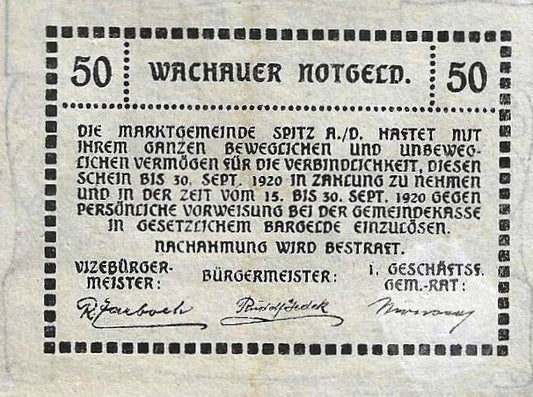 50 WACHAUER NOTGELD. 50
DIE MARKTGEMEINDE SPITZ A./D. HAFTET MIT
IHREM GANZEN BEWEGLICHEN UND UNBEWEG-
LICHEN VERMÖGEN FÜR DIE VERBINDLICHKEIT, DIESEN
SCHEIN BIS 30. SEPT. 1920 IN ZAHLUNG ZU NEHMEN
UND IN DER ZEIT VOM 15. BIS 30. SEPT. 1920 GEGEN
PERSÖNLICHE VORWEISUNG BEI DER GEMEINDEKASSE
IN GESETZLICHEM BARGELDE EINZULÖSEN.
NACHAHMUNG WIRD BESTRAFT.
VIZEBÜRGER-
MEISTER:
BÜRGERMEISTER:
1. GESCHÄFTSF.
GEM.-RAT: